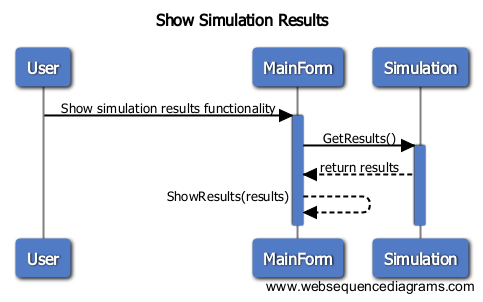 Show Simulation Results
User
MainForm
Simulation
Show simulation results functionality
GetResults()
return results
ShowResults(results)
User
MainForm
Simulation
www.websequencediagrams.com